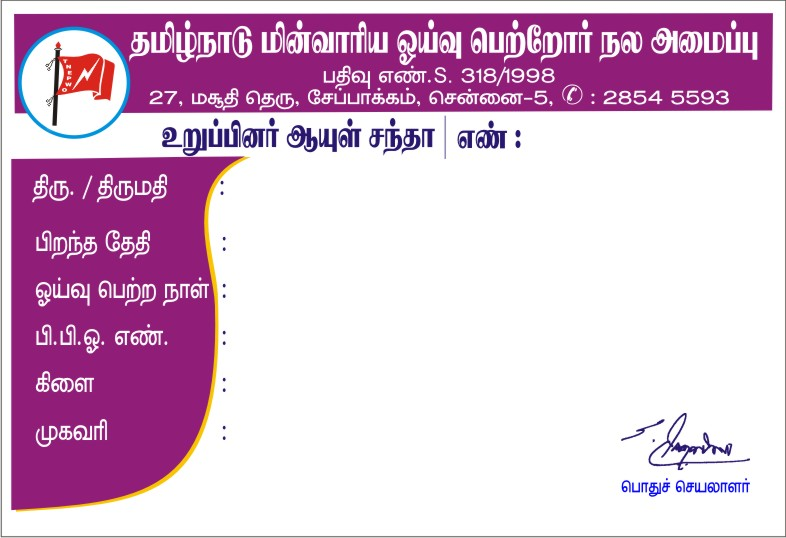 தமிழ்நாடு மின்வாரிய ஓய்வு பெற்றோர் நல அமைப்பு
பதிவு எண்.S. 318/1998
27, மசூதி தெரு, சேப்பாக்கம், சென்னை-5, ✆ : 2854 5593
TNEPWO
உறுப்பினர் ஆயுள் சந்தா | எண் :
திரு. / திருமதி :
பிறந்த தேதி :
ஓய்வு பெற்ற நாள் :
பி.பி.ஓ. எண். :
கிளை :
முகவரி :
பொதுச் செயலாளர்